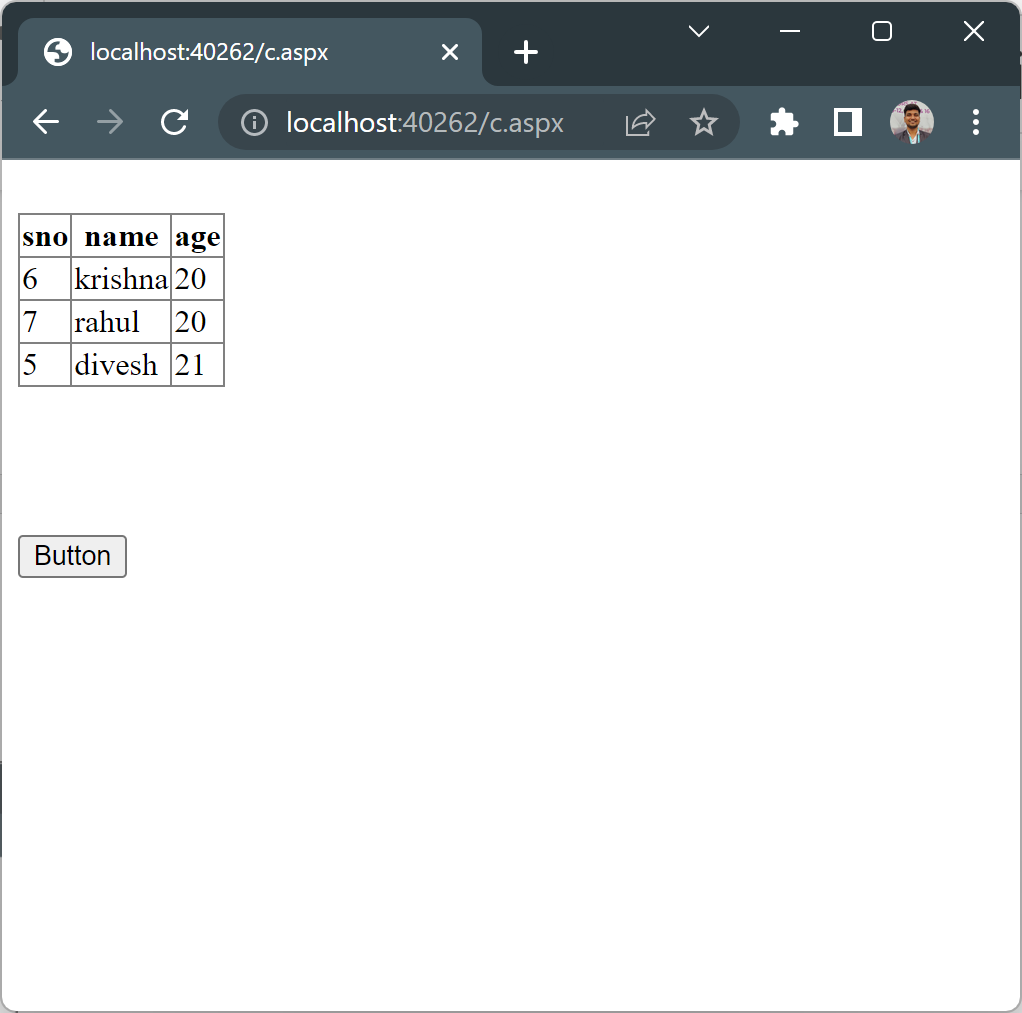 localhost:40262/c.aspx
localhost:40262/c.aspx
sno name age
6 krishna 20
7 rahul 20
5 divesh 21
Button